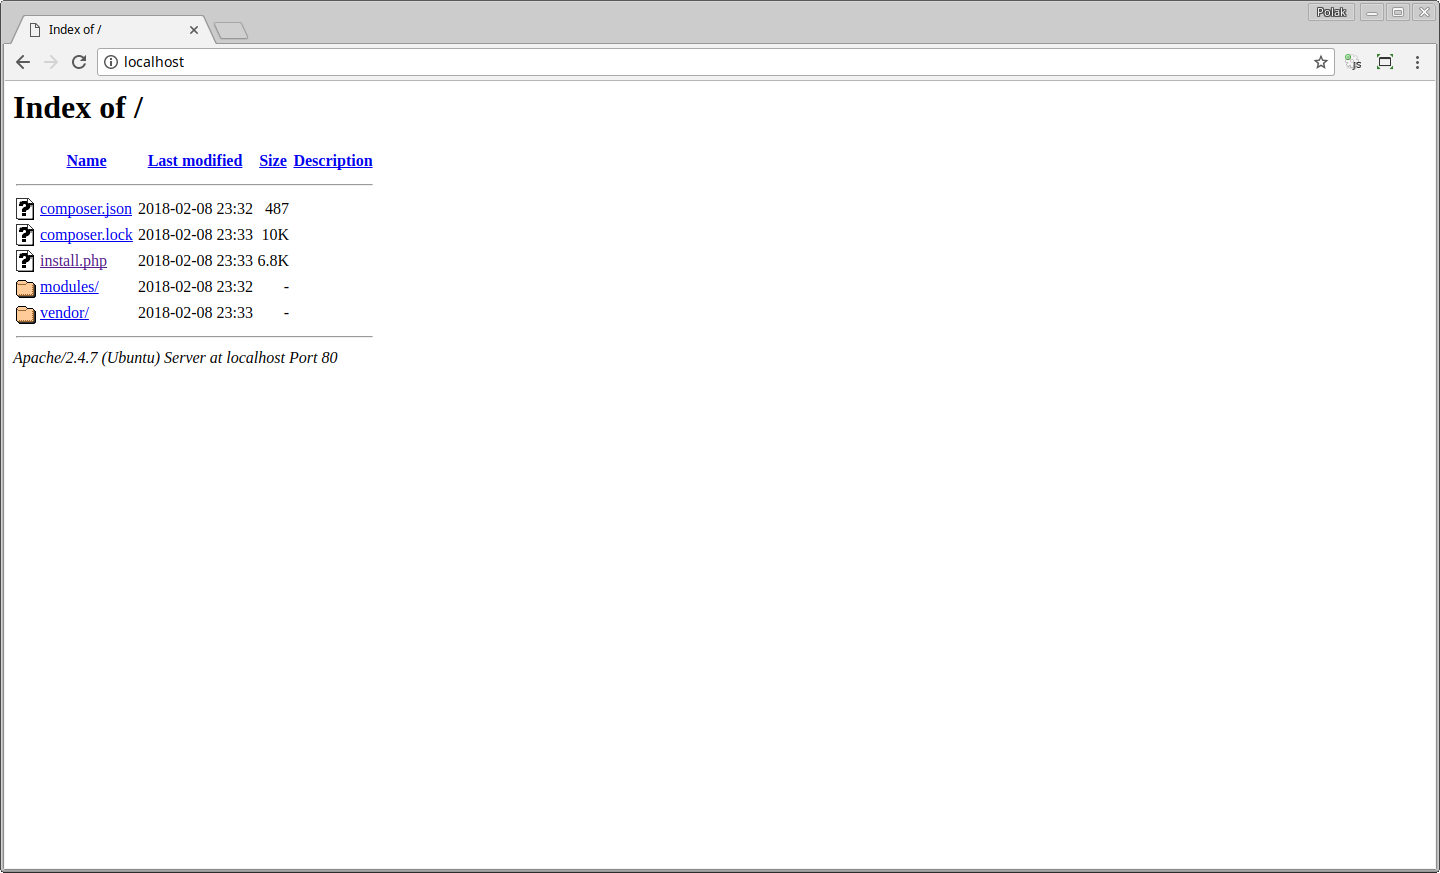 Polak
Index of /
localhost
js
Index of /
Name Last modified Size Description
composer.json 2018-02-08 23:32 487
composer.lock 2018-02-08 23:33 10K
install.php 2018-02-08 23:33 6.8K
modules/ 2018-02-08 23:32 -
vendor/ 2018-02-08 23:33 -
Apache/2.4.7 (Ubuntu) Server at localhost Port 80